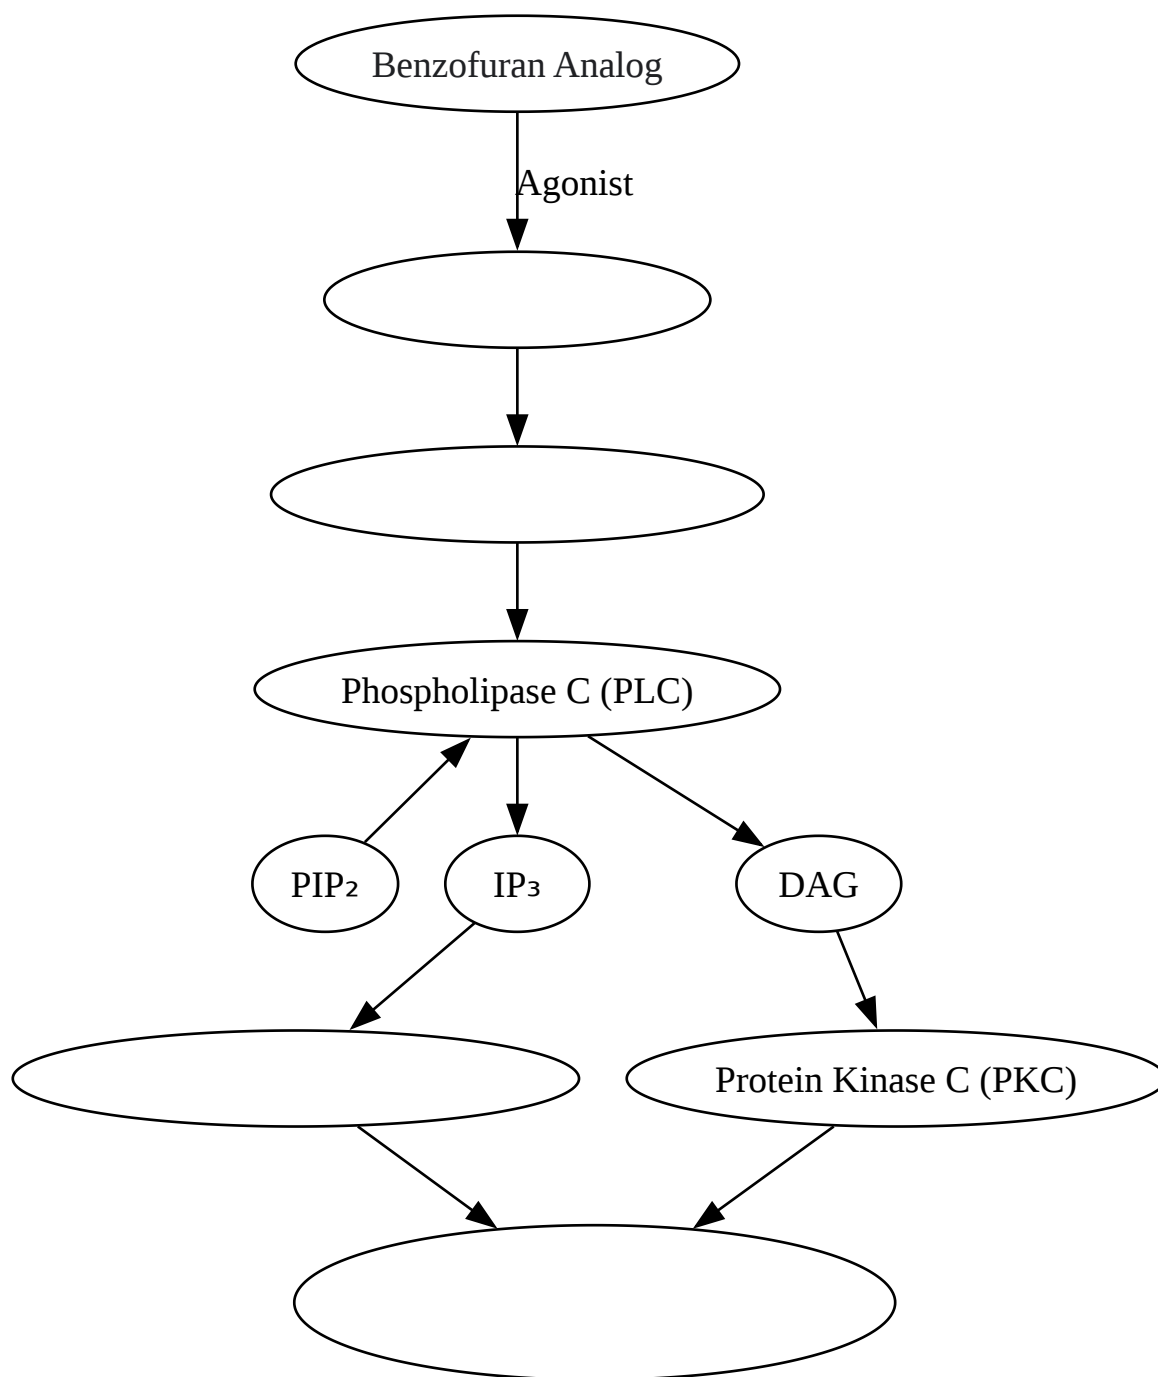 Benzofuran Analog
Agonist
Phospholipase C (PLC)
PIP₂
IP₃
DAG
Protein Kinase C (PKC)